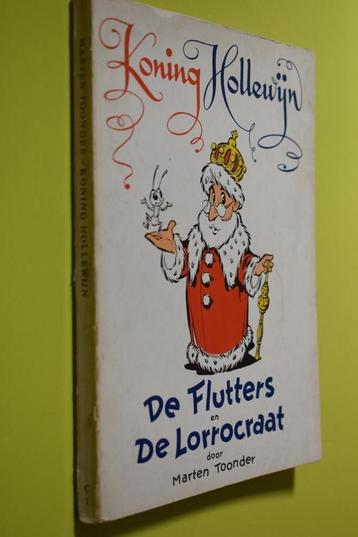 Koning Hollewijn
De Flutters
en
De Lorrocraat
door
Marten Toonder
MARTEN TOONDER - KONING HOLLEWIJN